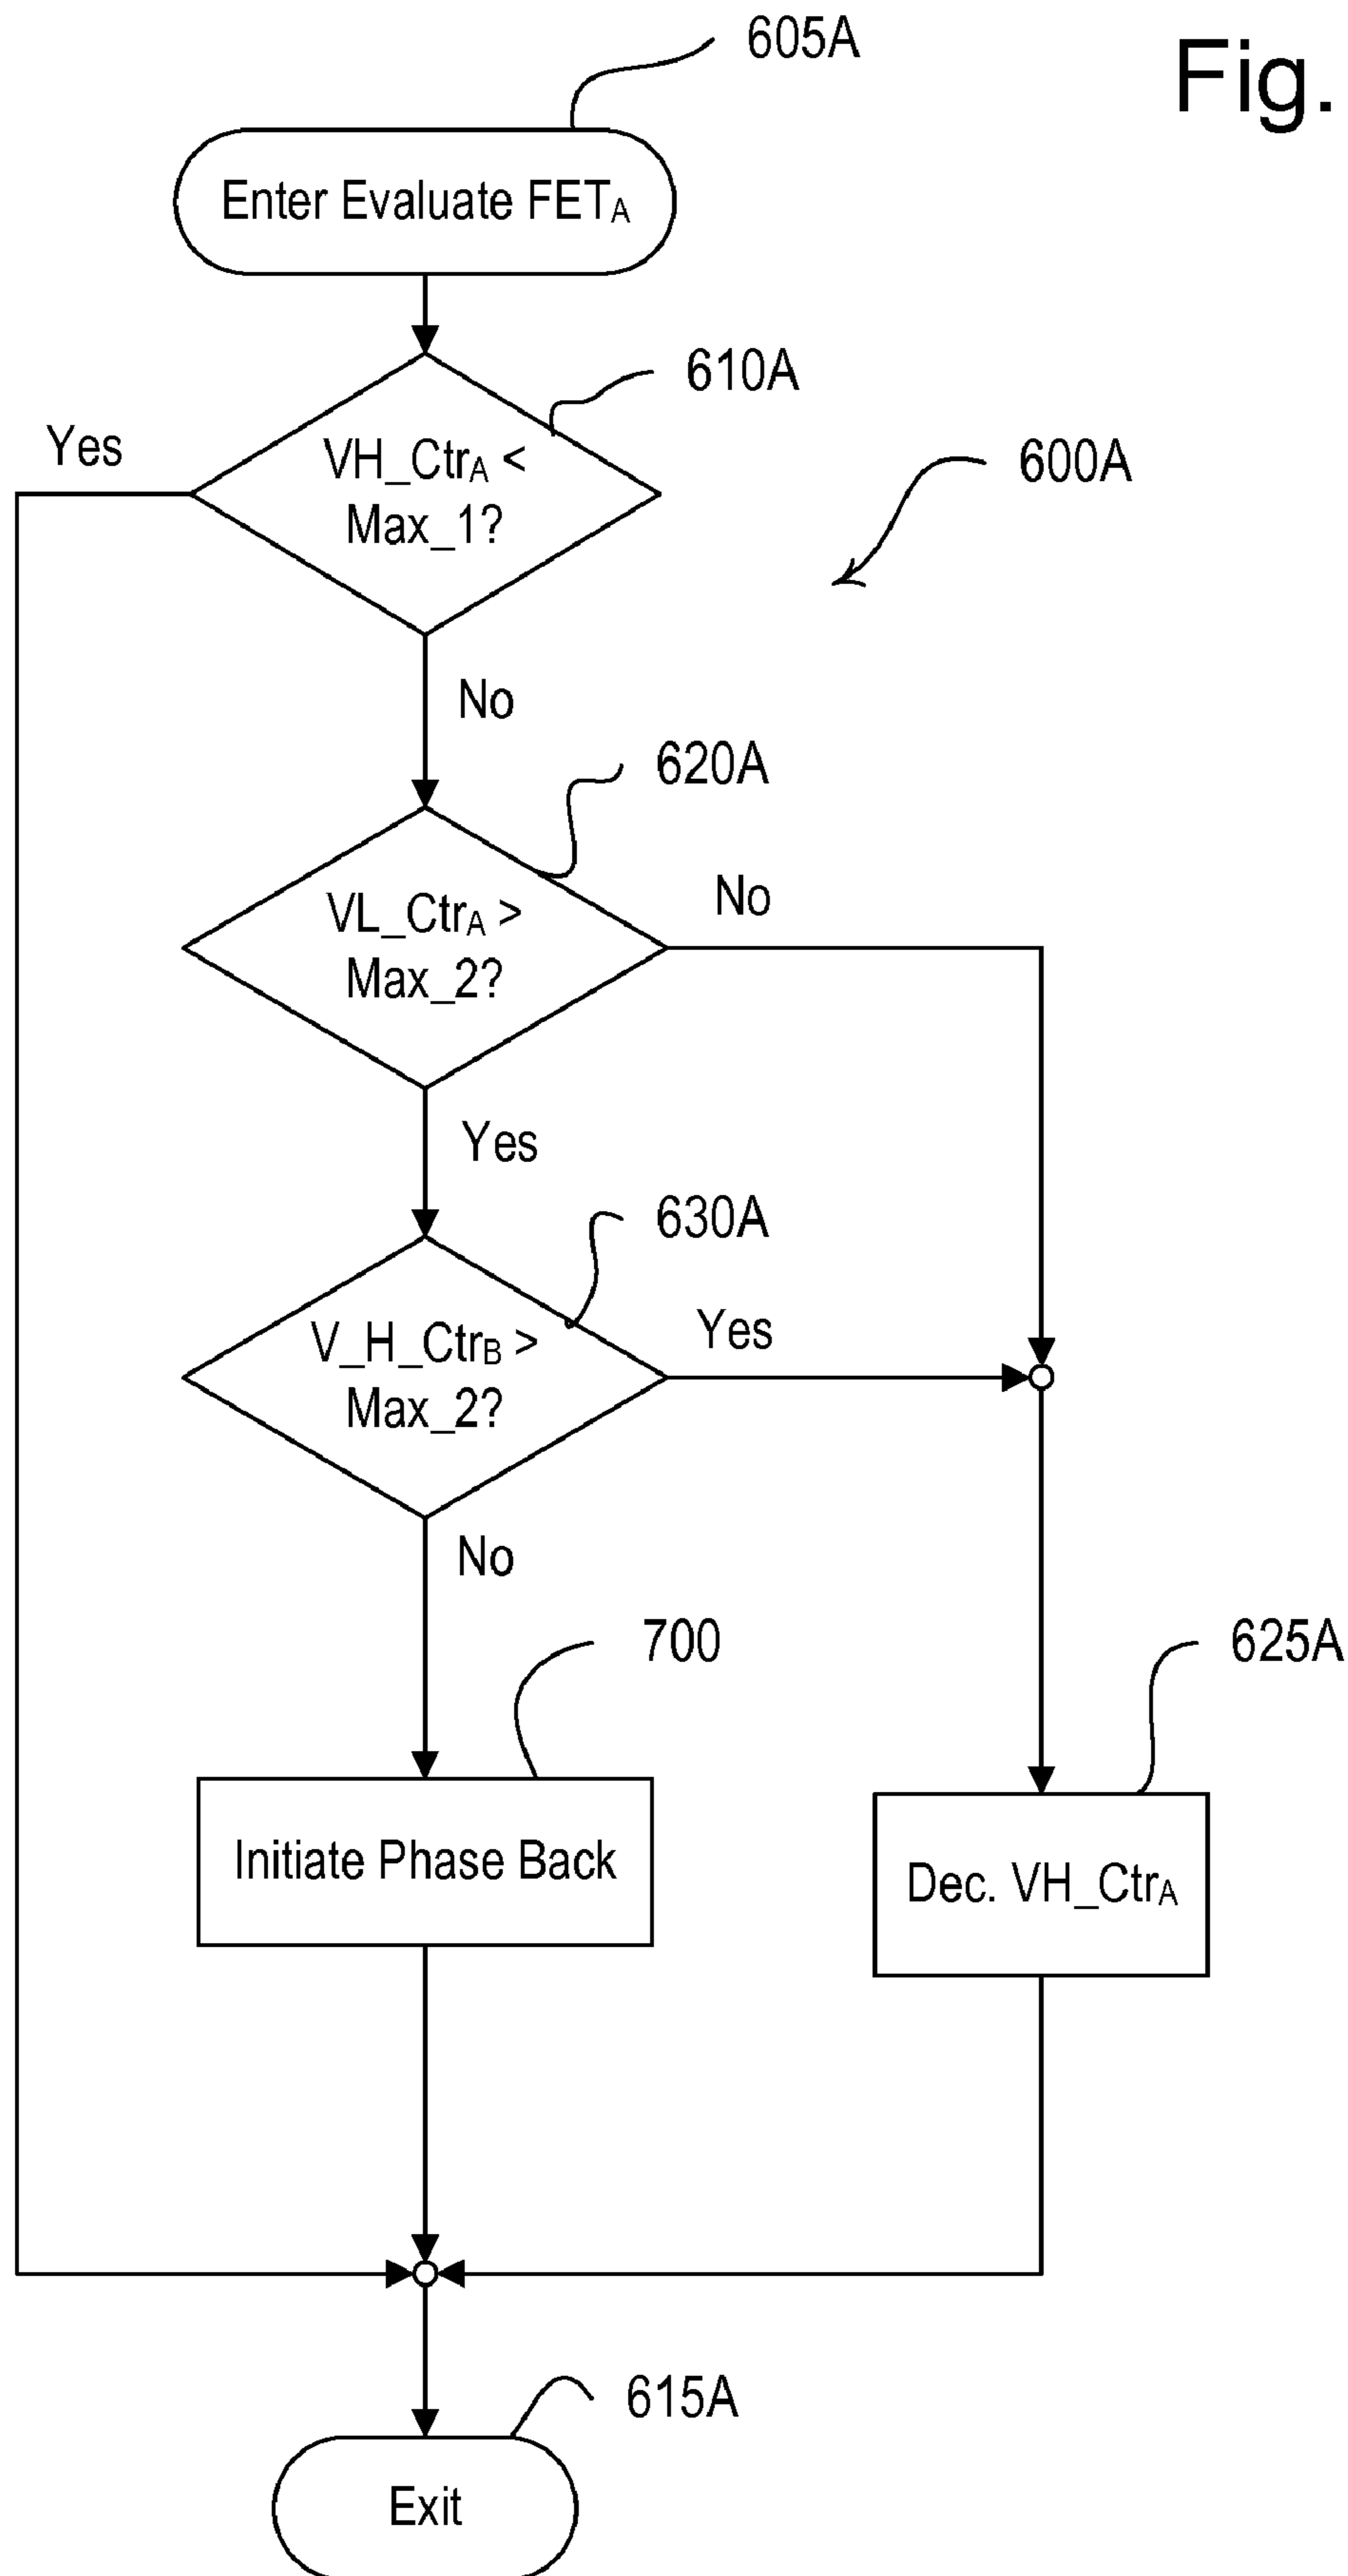 605A
Fig.
Enter Evaluate FETA
610A
Yes
VH_CtrA <
Max_1?
600A
No
620A
VL_CtrA >
Max_2?
No
Yes
630A
V_H_CtrB >
Max_2?
Yes
No
700
625A
Initiate Phase Back
Dec. VH_CtrA
615A
Exit